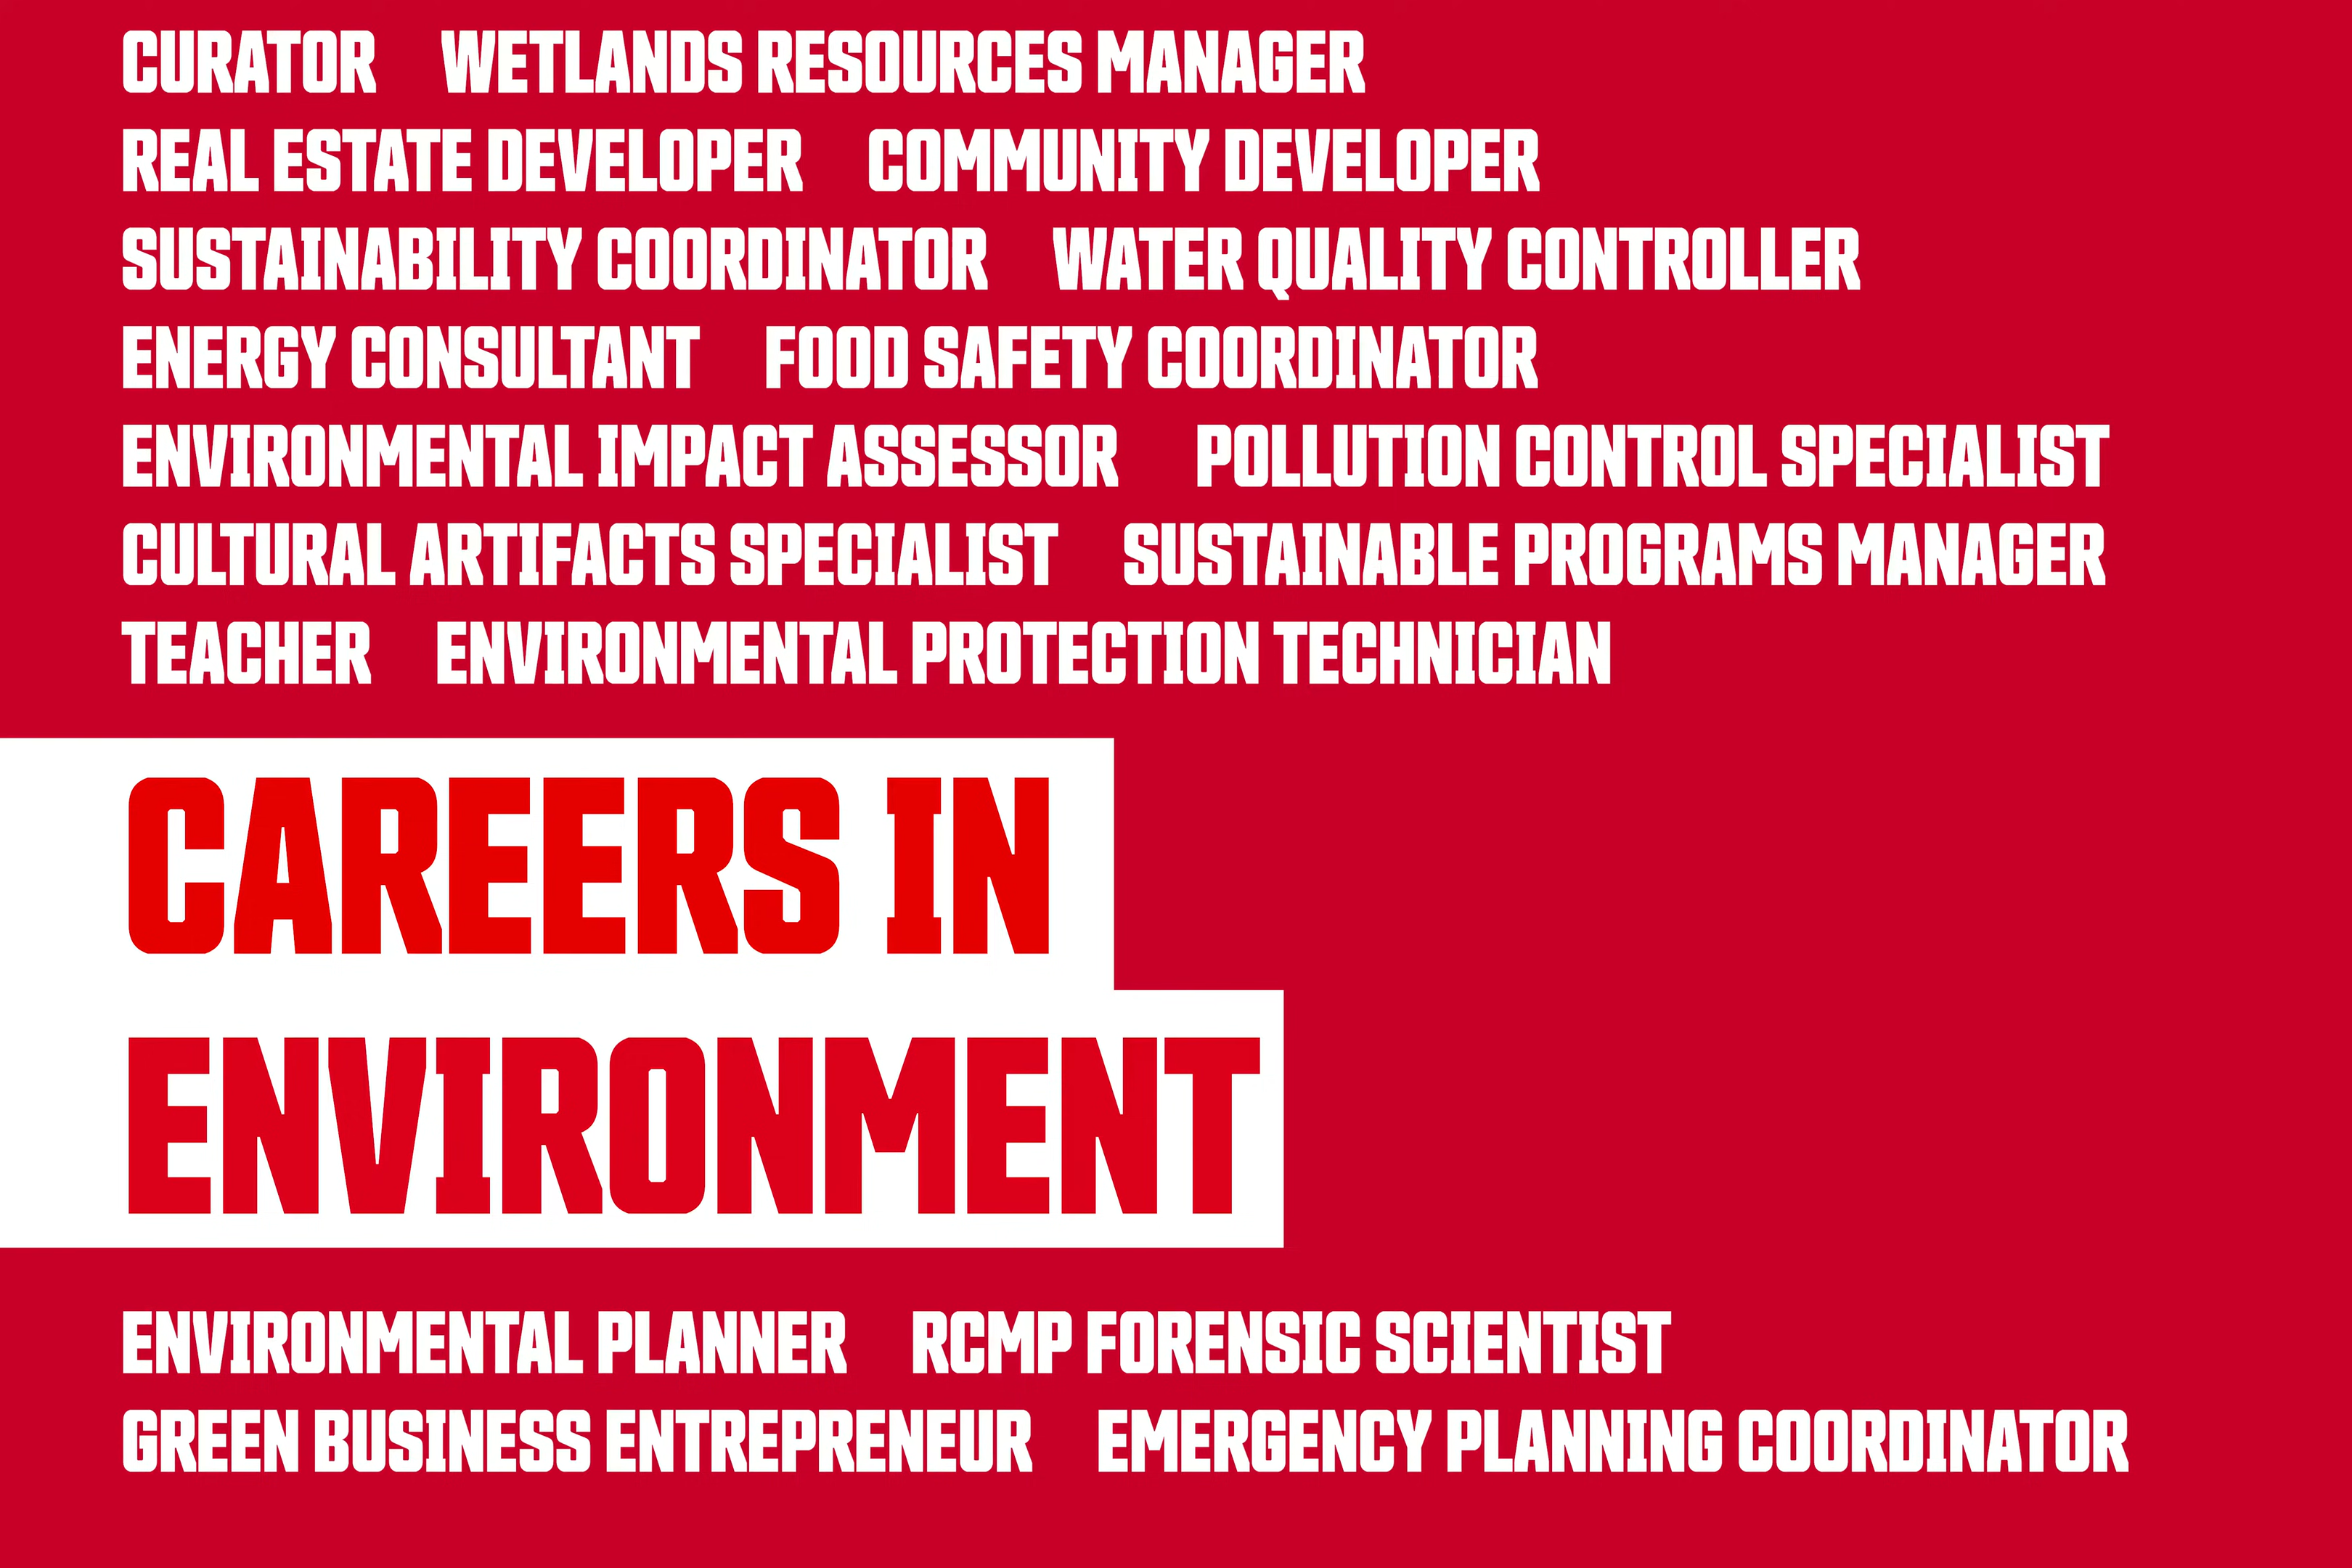 CURATOR WETLANDS RESOURCES MANAGER
REAL ESTATE DEVELOPER COMMUNITY DEVELOPER
SUSTAINABILITY COORDINATOR WATER QUALITY CONTROLLER
ENERGY CONSULTANT FOOD SAFETY COORDINATOR
ENVIRONMENTAL IMPACT ASSESSOR POLLUTION CONTROL SPECIALIST
CULTURAL ARTIFACTS SPECIALIST SUSTAINABLE PROGRAMS MANAGER
TEACHER ENVIRONMENTAL PROTECTION TECHNICIAN
CAREERS IN
ENVIRONMENT
ENVIRONMENTAL PLANNER RCMP FORENSIC SCIENTIST
GREEN BUSINESS ENTREPRENEUR EMERGENCY PLANNING COORDINATOR